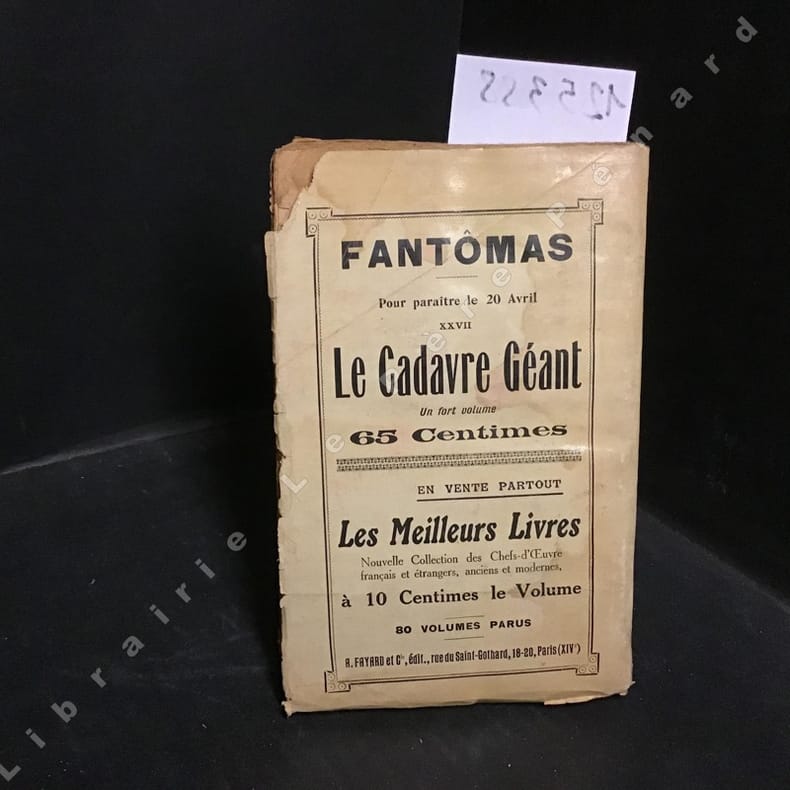 125355
FANTÔMAS
Pour paraître le 20 Avril
XXVII
Le Cadavre Géant
Un fort volume
65 Centimes
EN VENTE PARTOUT
Les Meilleurs Livres
Nouvelle Collection des Chefs-d'Œuvre
français et étrangers, anciens et modernes,
à 10 Centimes le Volume
80 VOLUMES PARUS
A. FAYARD et Cie, édit., rue du Saint-Gothard, 18-20, Paris (XIVe)
Librairie Le Père Pénard